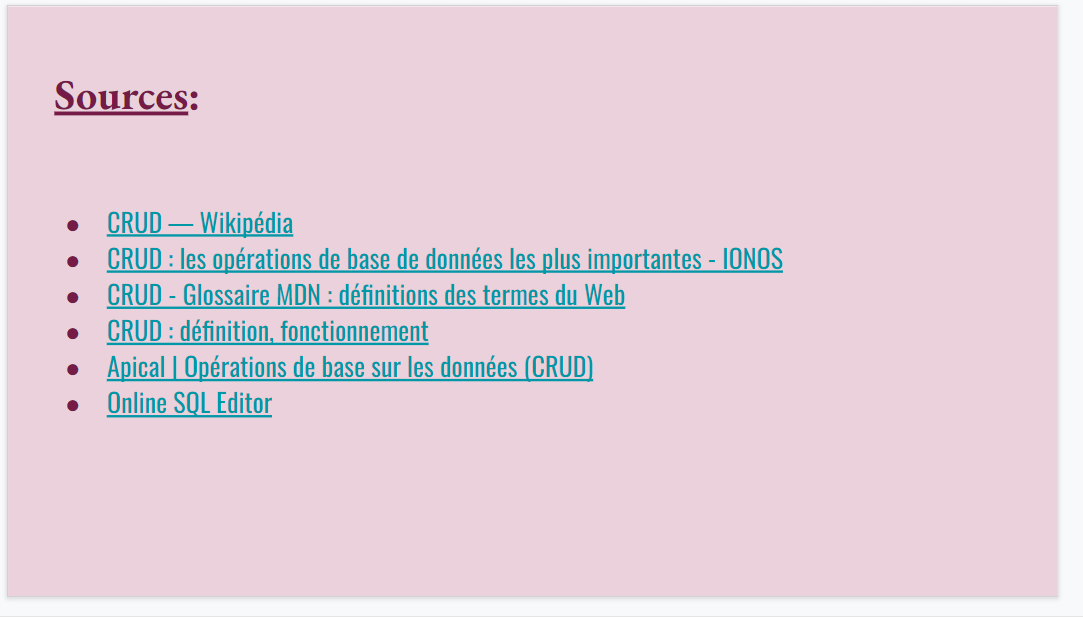 Sources:
● CRUD — Wikipédia
● CRUD : les opérations de base de données les plus importantes - IONOS
● CRUD - Glossaire MDN : définitions des termes du Web
● CRUD : définition, fonctionnement
● Apical | Opérations de base sur les données (CRUD)
● Online SQL Editor